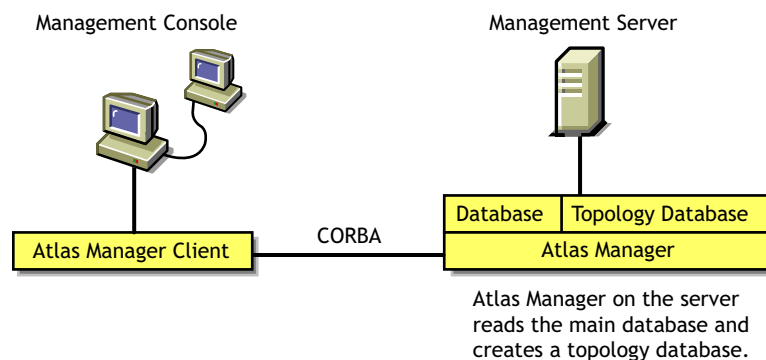 Management Console
Management Server
Database
Topology Database
Atlas Manager Client
CORBA
Atlas Manager
Atlas Manager on the server
reads the main database and
creates a topology database.